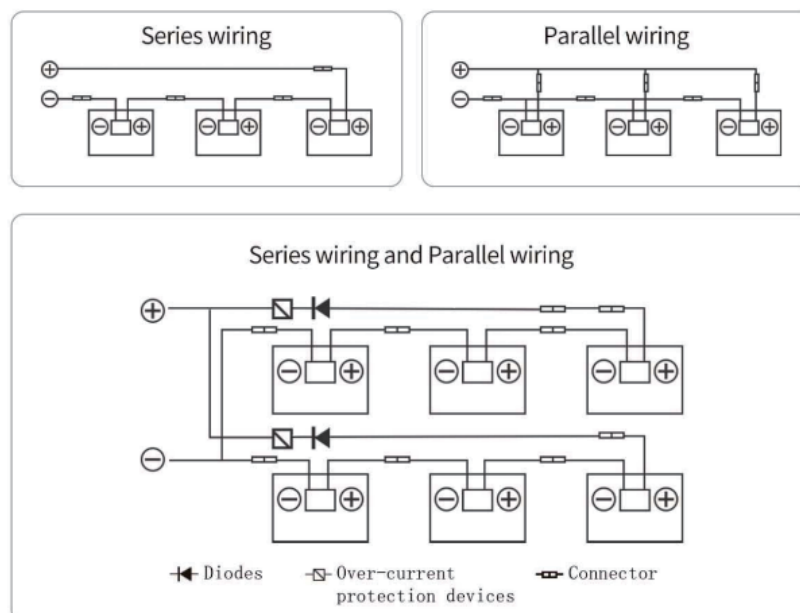 Series wiring
Parallel wiring
Series wiring and Parallel wiring
Diodes
Over-current
protection devices
Connector